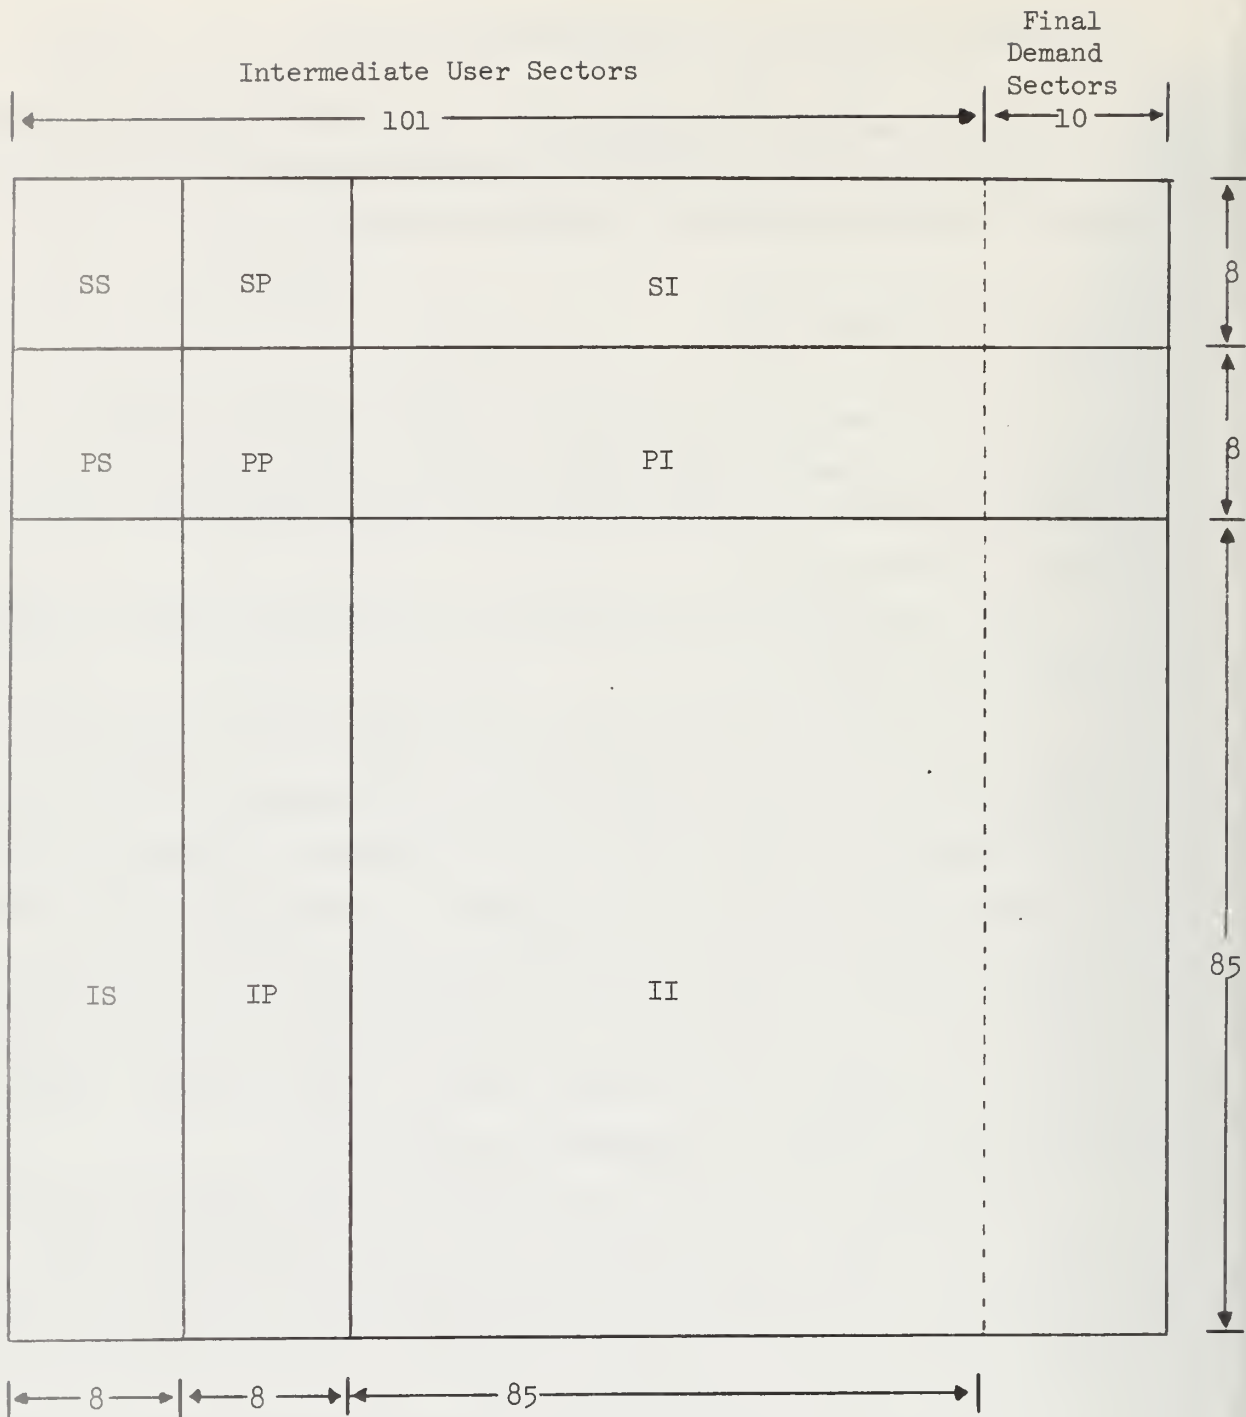 Final
Demand
Sectors
Intermediate User Sectors
101
10
SS SP SI
8
PS PP PI
8
IS IP II
85
8 8 85